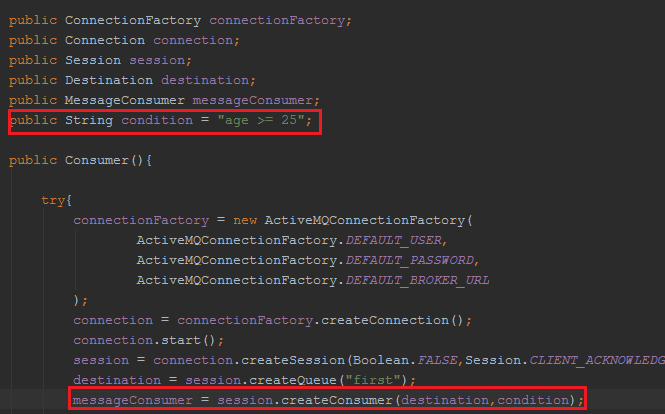 public ConnectionFactory connectionFactory;
public Connection connection;
public Session session;
public Destination destination;
public MessageConsumer messageConsumer;
public String condition = "age >= 25";
public Consumer(){
try{
connectionFactory = new ActiveMQConnectionFactory(
ActiveMQConnectionFactory.DEFAULT_USER,
ActiveMQConnectionFactory.DEFAULT_PASSWORD,
ActiveMQConnectionFactory.DEFAULT_BROKER_URL
);
connection = connectionFactory.createConnection();
connection.start();
session = connection.createSession(Boolean.FALSE,Session.CLIENT_ACKNOWLEDG
destination = session.createQueue("first");
messageConsumer = session.createConsumer(destination,condition);